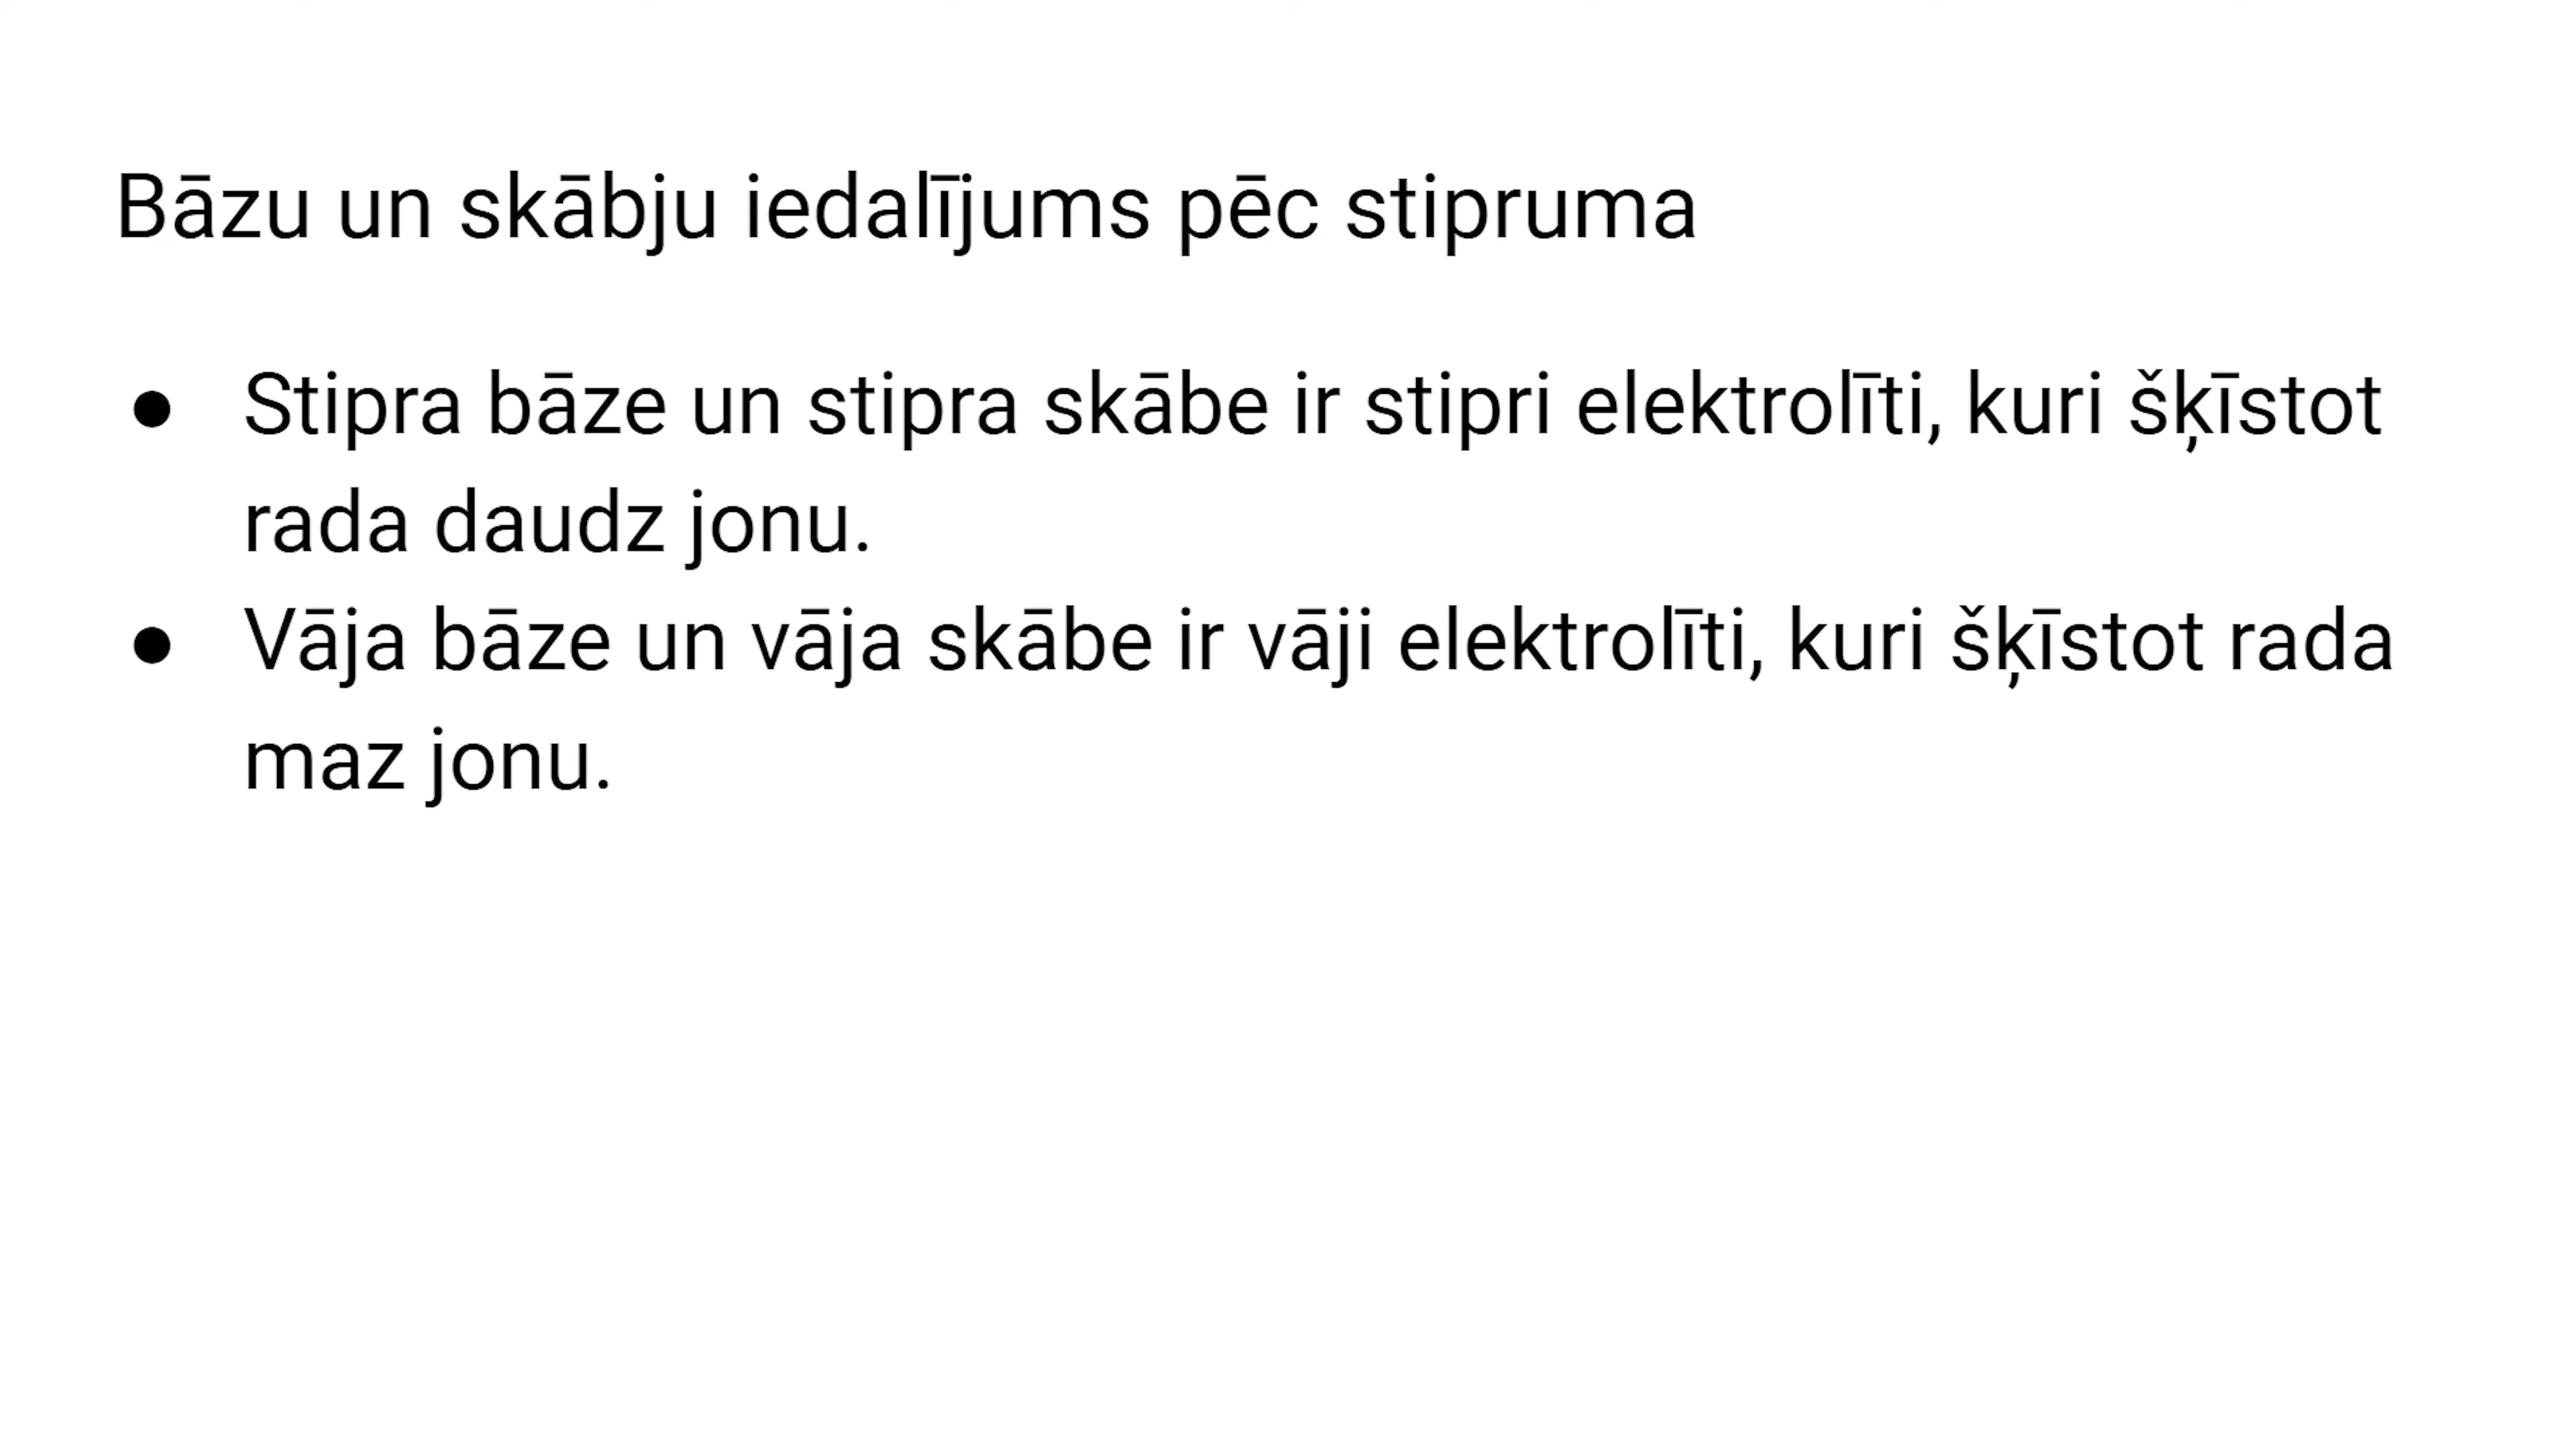 Bāzu un skābju iedalījums pēc stipruma
● Stipra bāze un stipra skābe ir stipri elektrolīti, kuri šķīstot
rada daudz jonu.
● Vāja bāze un vāja skābe ir vāji elektrolīti, kuri šķīstot rada
maz jonu.